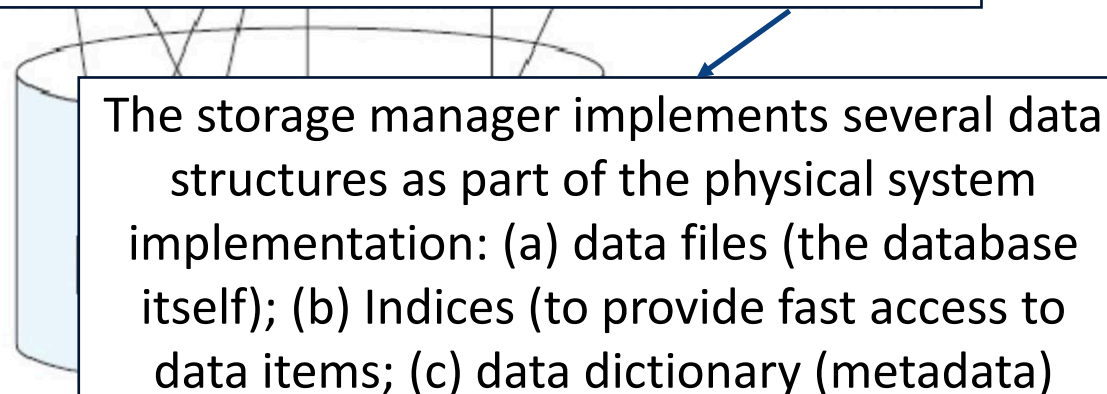 The storage manager implements several data
structures as part of the physical system
implementation: (a) data files (the database
itself); (b) Indices (to provide fast access to
data items; (c) data dictionary (metadata)